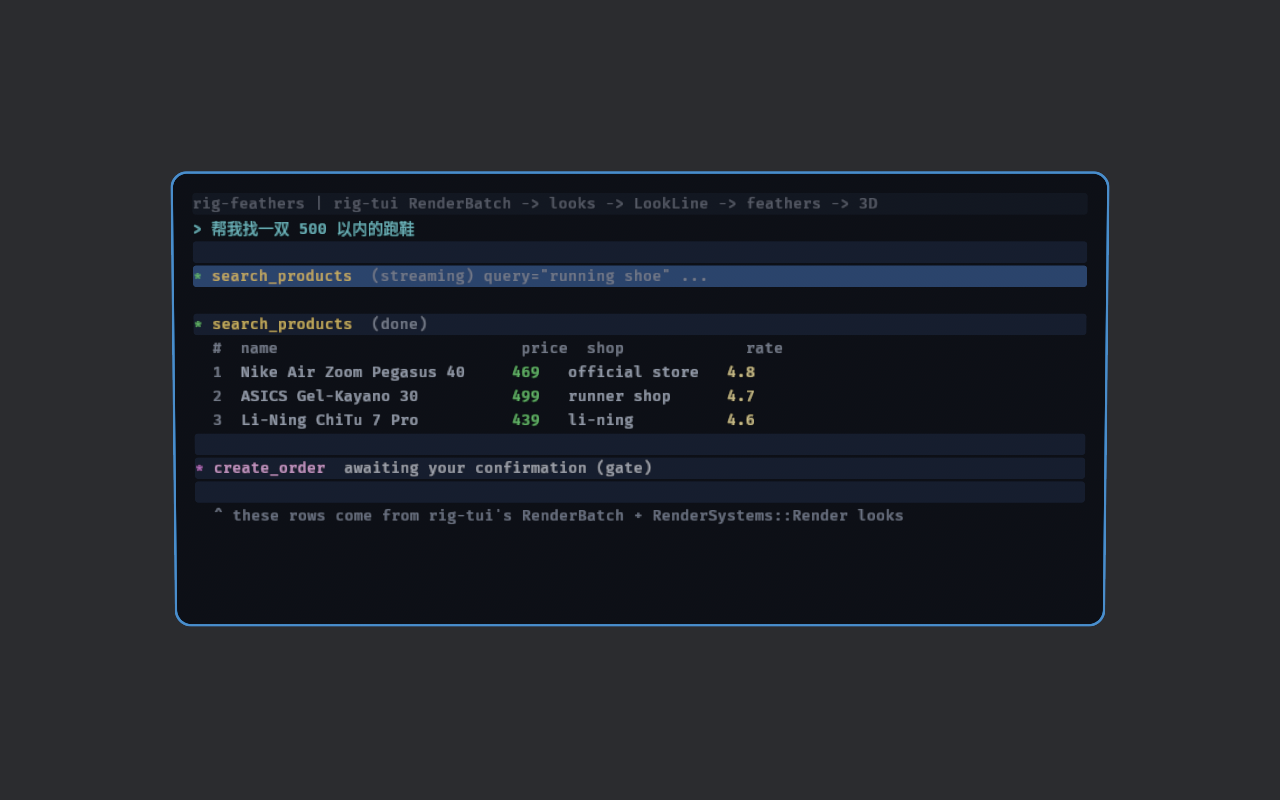 rig-feathers | rig-tui RenderBatch -> looks -> LookLine -> feathers -> 3D
> 帮我找一双 500 以内的跑鞋
* search_products (streaming) query="running shoe" ...
* search_products (done)
# name price shop rate
1 Nike Air Zoom Pegasus 40 469 official store 4.8
2 ASICS Gel-Kayano 30 499 runner shop 4.7
3 Li-Ning ChiTu 7 Pro 439 li-ning 4.6
* create_order awaiting your confirmation (gate)
^ these rows come from rig-tui's RenderBatch + RenderSystems::Render looks